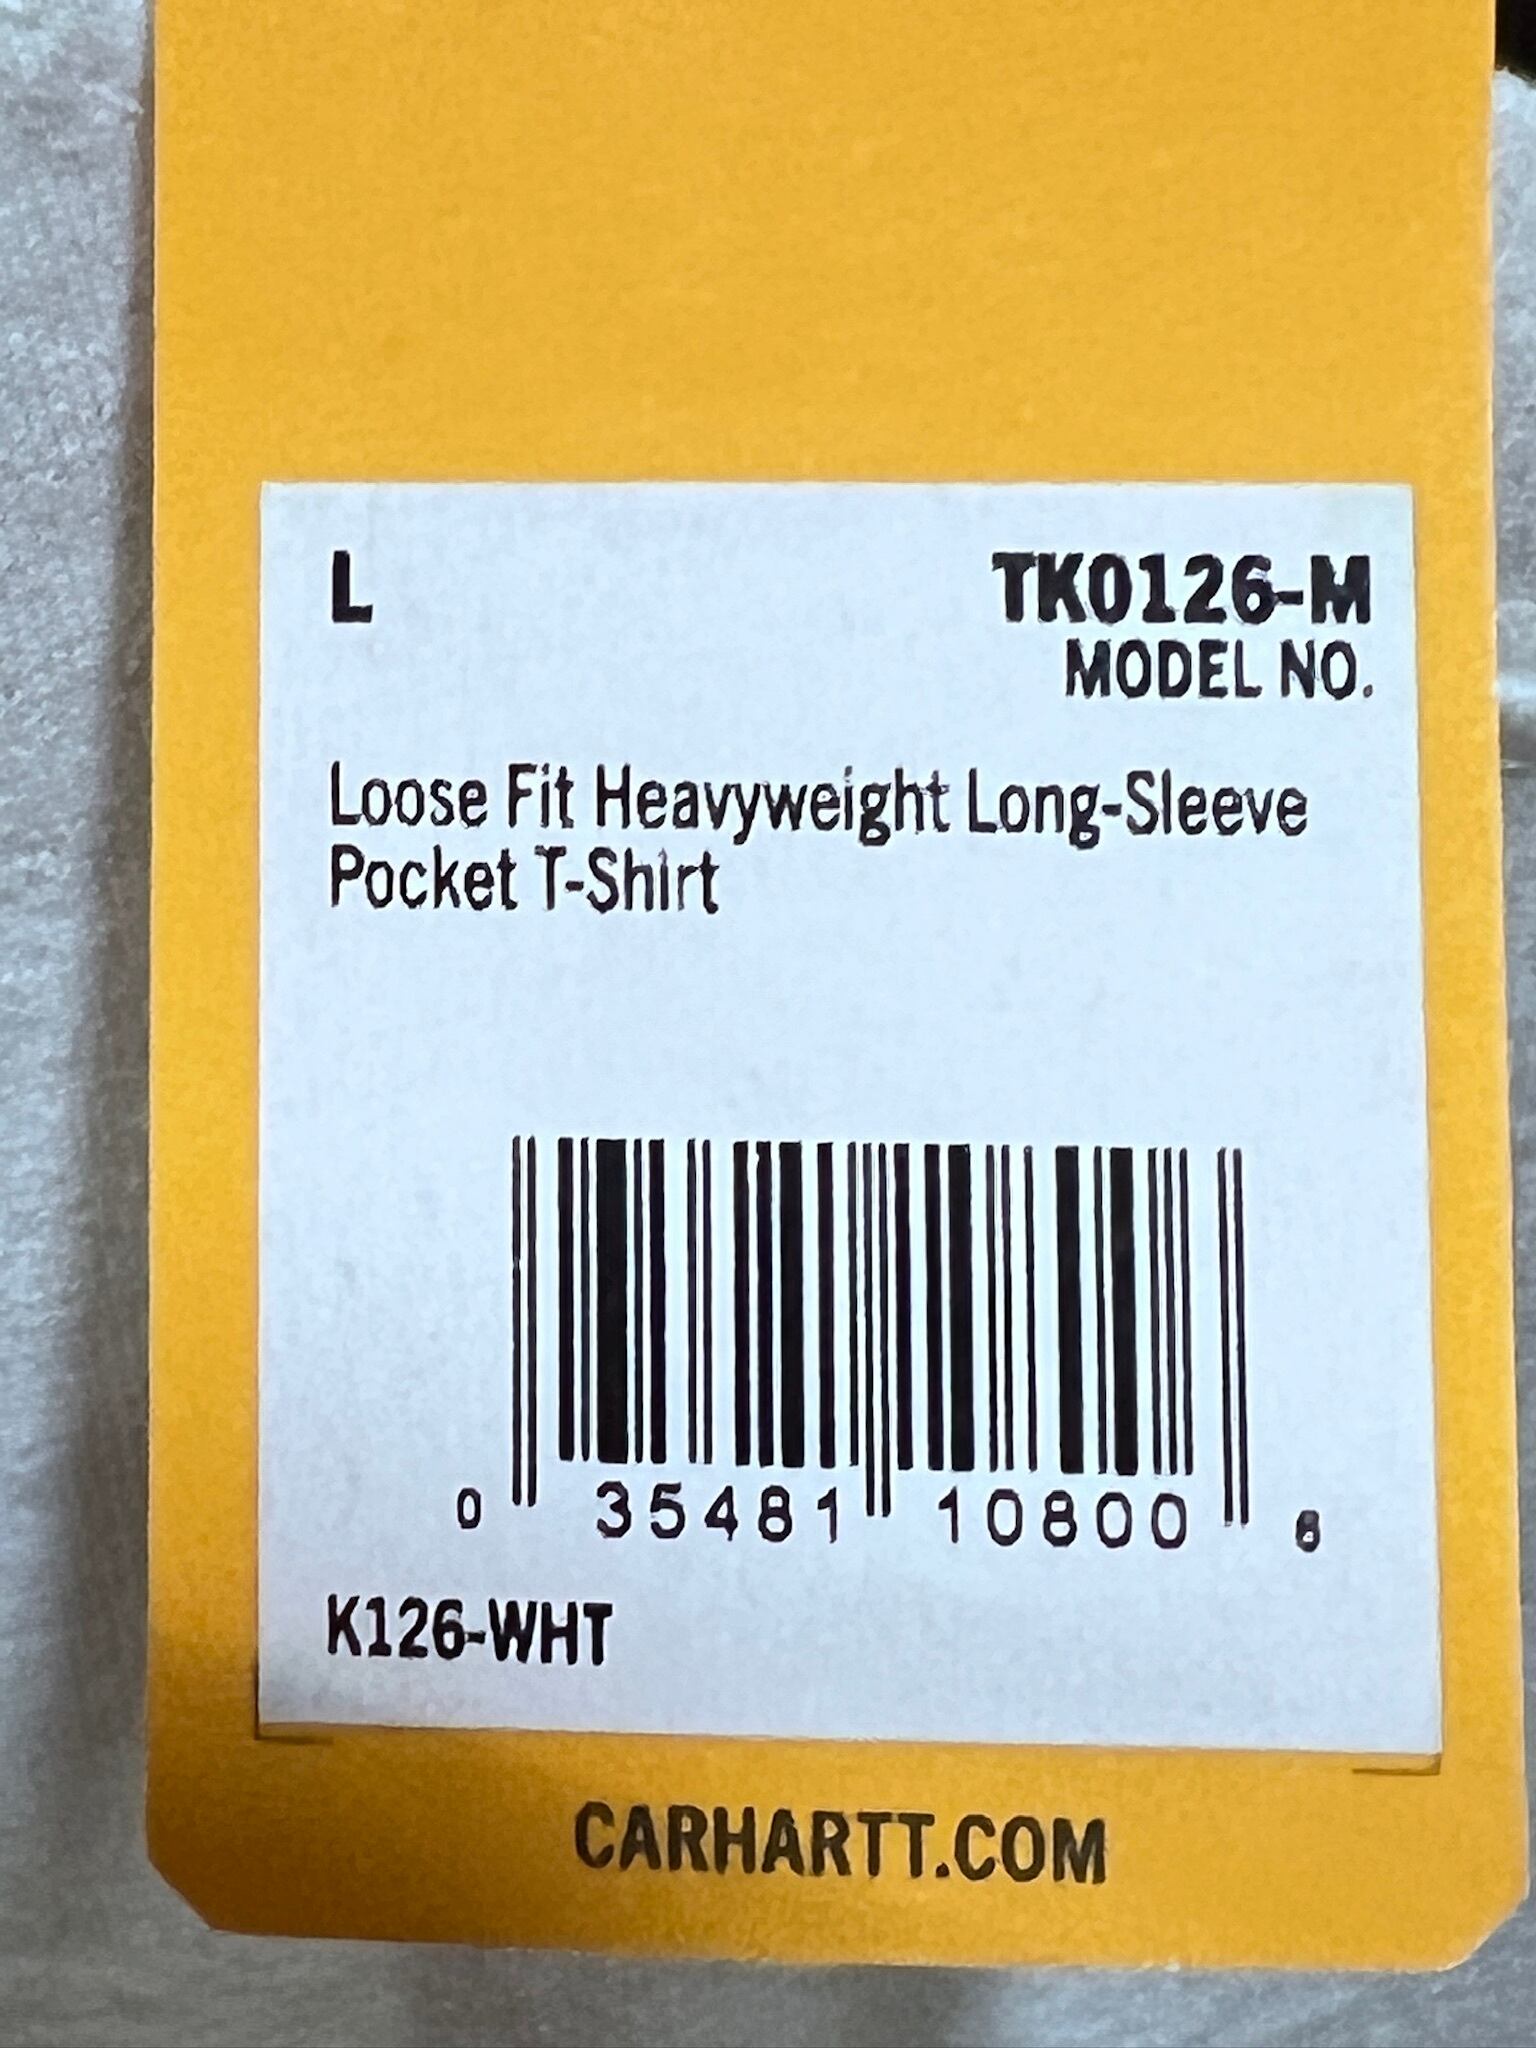 L
TK0126-M
MODEL NO.
Loose Fit Heavyweight Long-Sleeve
Pocket T-Shirt
0 35481 10800 6
K126-WHT
CARHARTT.COM